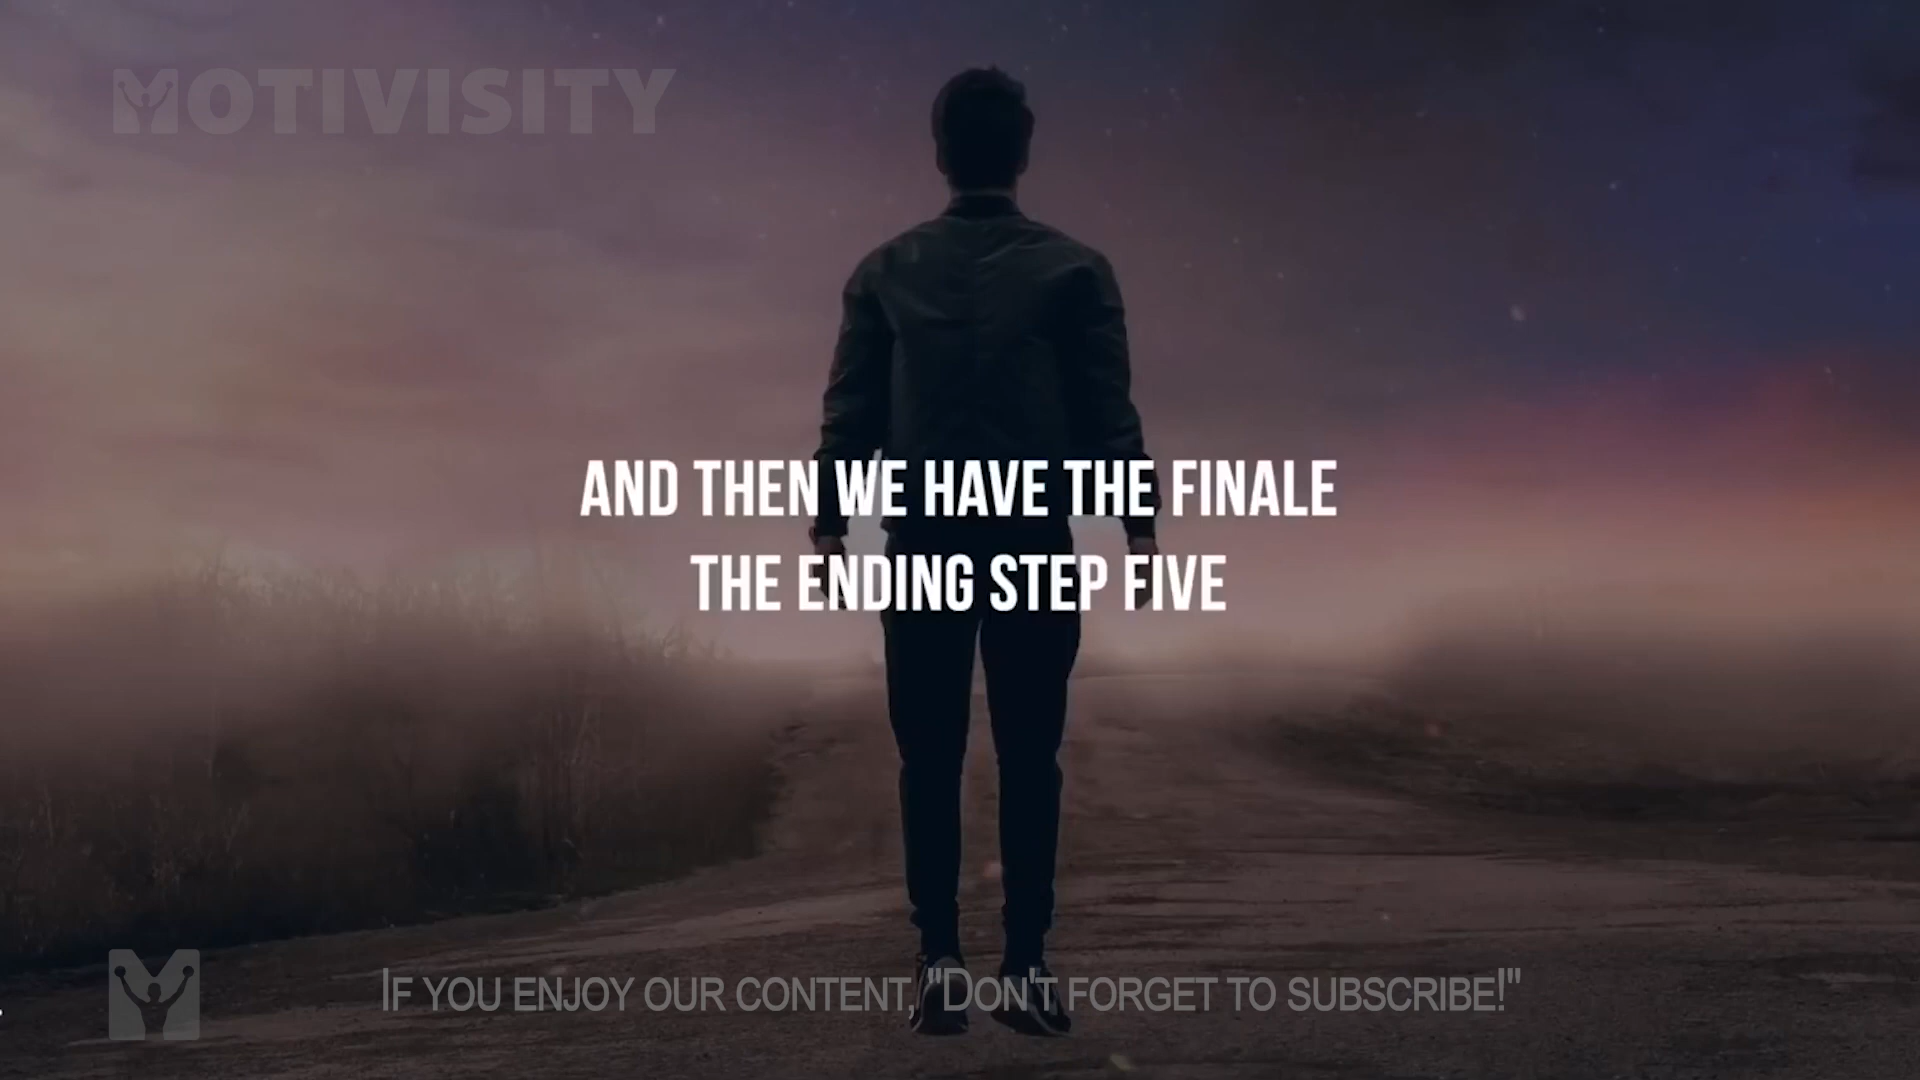 MOTIVISITY
AND THEN WE HAVE THE FINALE
THE ENDING STEP FIVE
IF YOU ENJOY OUR CONTENT, "DON'T FORGET TO SUBSCRIBE!"